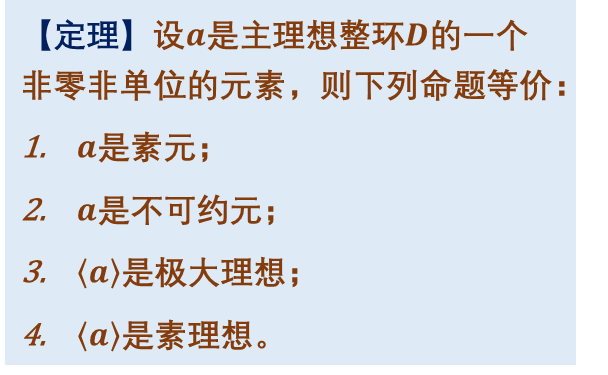 【定理】设a是主理想整环D的一个
非零非单位的元素，则下列命题等价：
1. a是素元；
2. a是不可约元；
3. ⟨a⟩是极大理想；
4. ⟨a⟩是素理想。